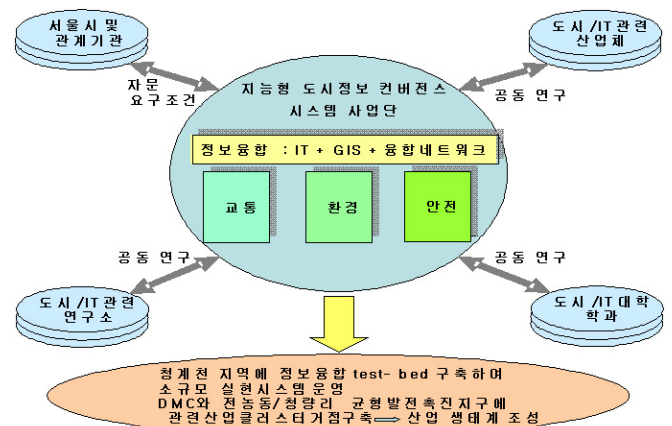 서울시및
관계기관
도시/IT관련
산업체
자문
요구조건
지능형 도시정보 컨버전스
시스템 사업단
공동 연구
정보융합 : IT + GIS + 융합네트워크
교통
환경
안전
공동 연구
공동 연구
도시/IT관련
연구소
도시/IT대학
학과
청계천 지역에 정보융합 test- bed 구축하며
소규모 실현시스템운영
DMC와 전농동/청량리 균형발전촉진지구에
관련산업클러스터거점구축⟹ 산업 생태계 조성